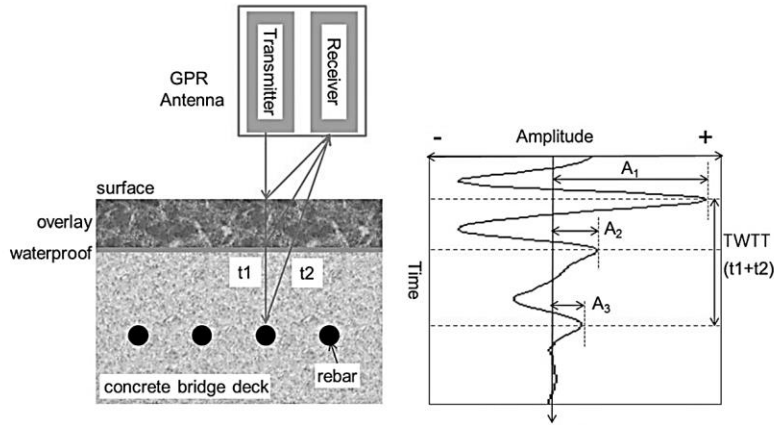 GPR
Antenna
Transmitter
Receiver
surface
overlay
waterproof
t1
t2
rebar
concrete bridge deck
-
Amplitude
+
A1
A2
A3
Time
TWTT
(t1+t2)